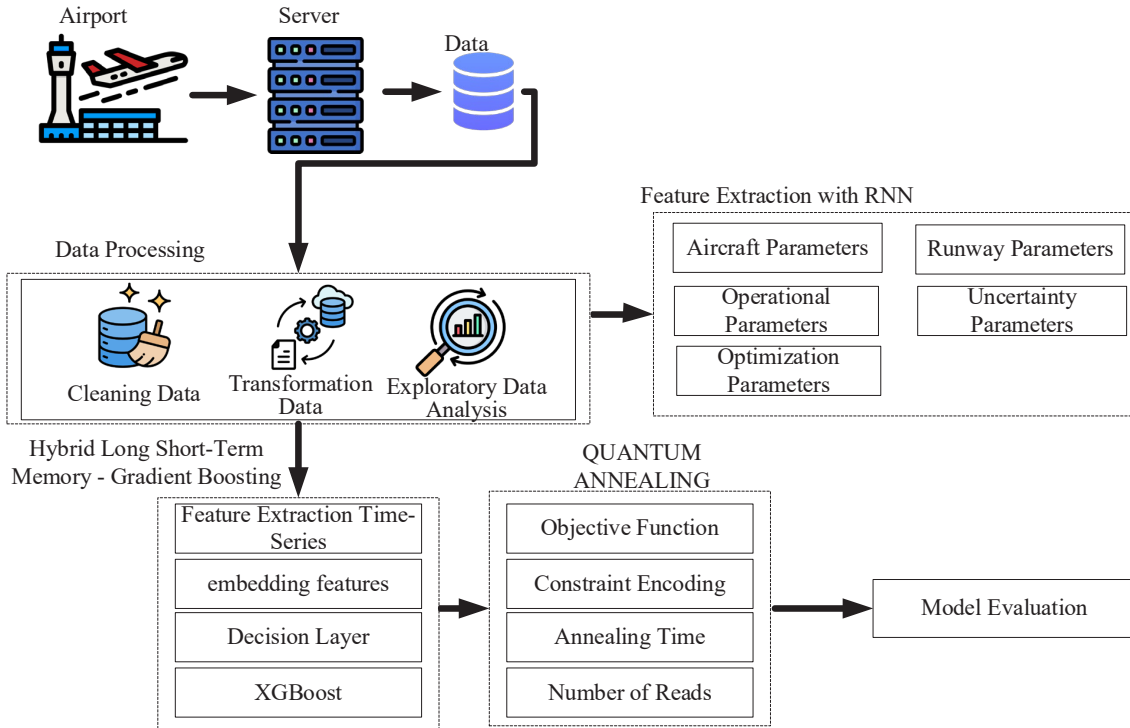 Airport
Server
Data
Feature Extraction with RNN
Aircraft Parameters
Runway Parameters
Operational
Parameters
Uncertainty
Parameters
Optimization
Parameters
Data Processing
Cleaning Data
Transformation
Data
Exploratory Data
Analysis
Hybrid Long Short-Term
Memory - Gradient Boosting
Feature Extraction Time-
Series
embedding features
Decision Layer
XGBoost
QUANTUM
ANNEALING
Objective Function
Constraint Encoding
Annealing Time
Number of Reads
Model Evaluation